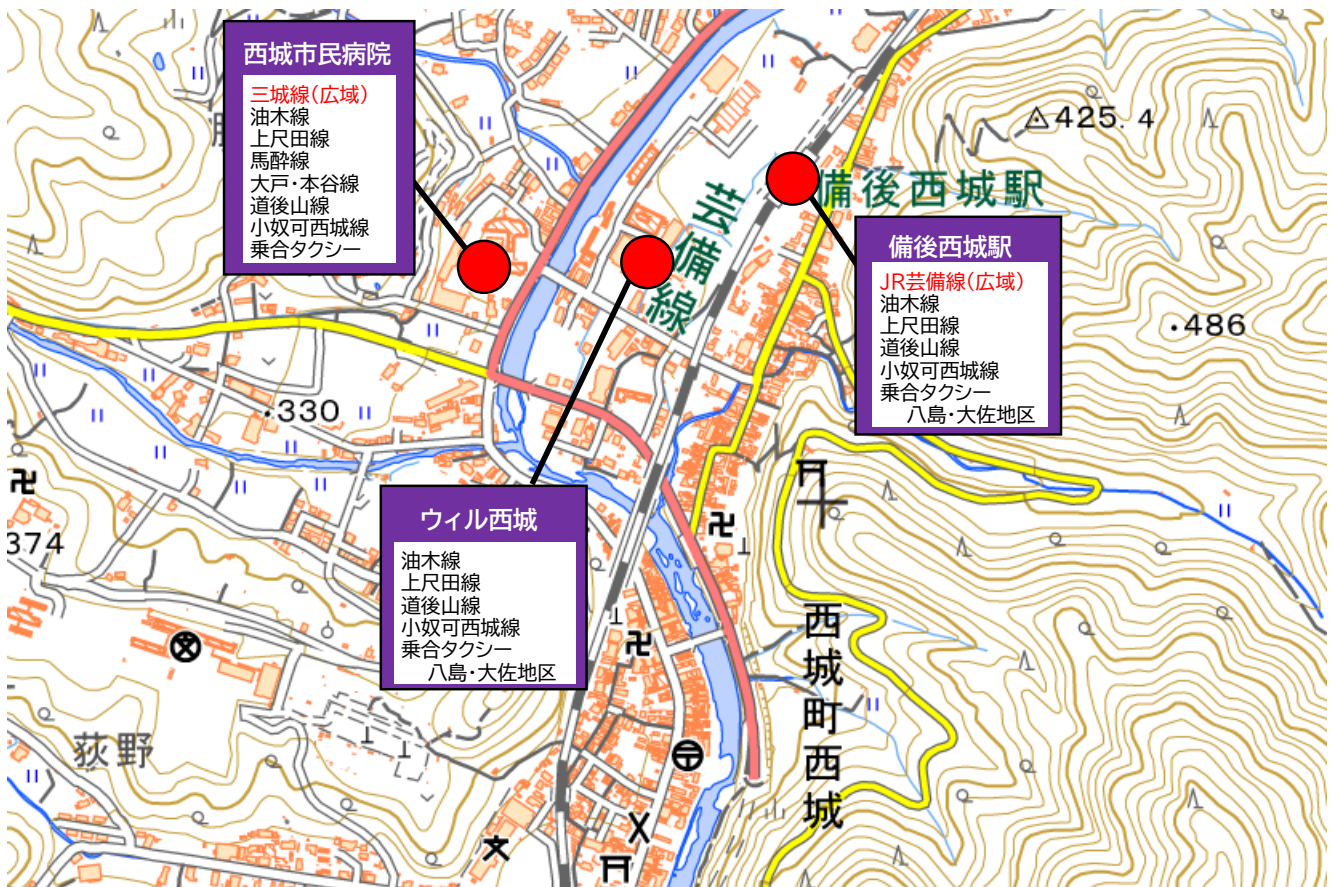 西城市民病院
三城線(広域)
油木線
上尺田線
馬酔線
大戸・本谷線
道後山線
小奴可西城線
乗合タクシー
425.4
芸備線
備後西城駅
備後西城駅
JR芸備線(広域)
油木線
上尺田線
道後山線
小奴可西城線
乗合タクシー
八島・大佐地区
・486
・330
ウィル西城
油木線
上尺田線
道後山線
小奴可西城線
乗合タクシー
八島・大佐地区
374
西城町西城
荻野